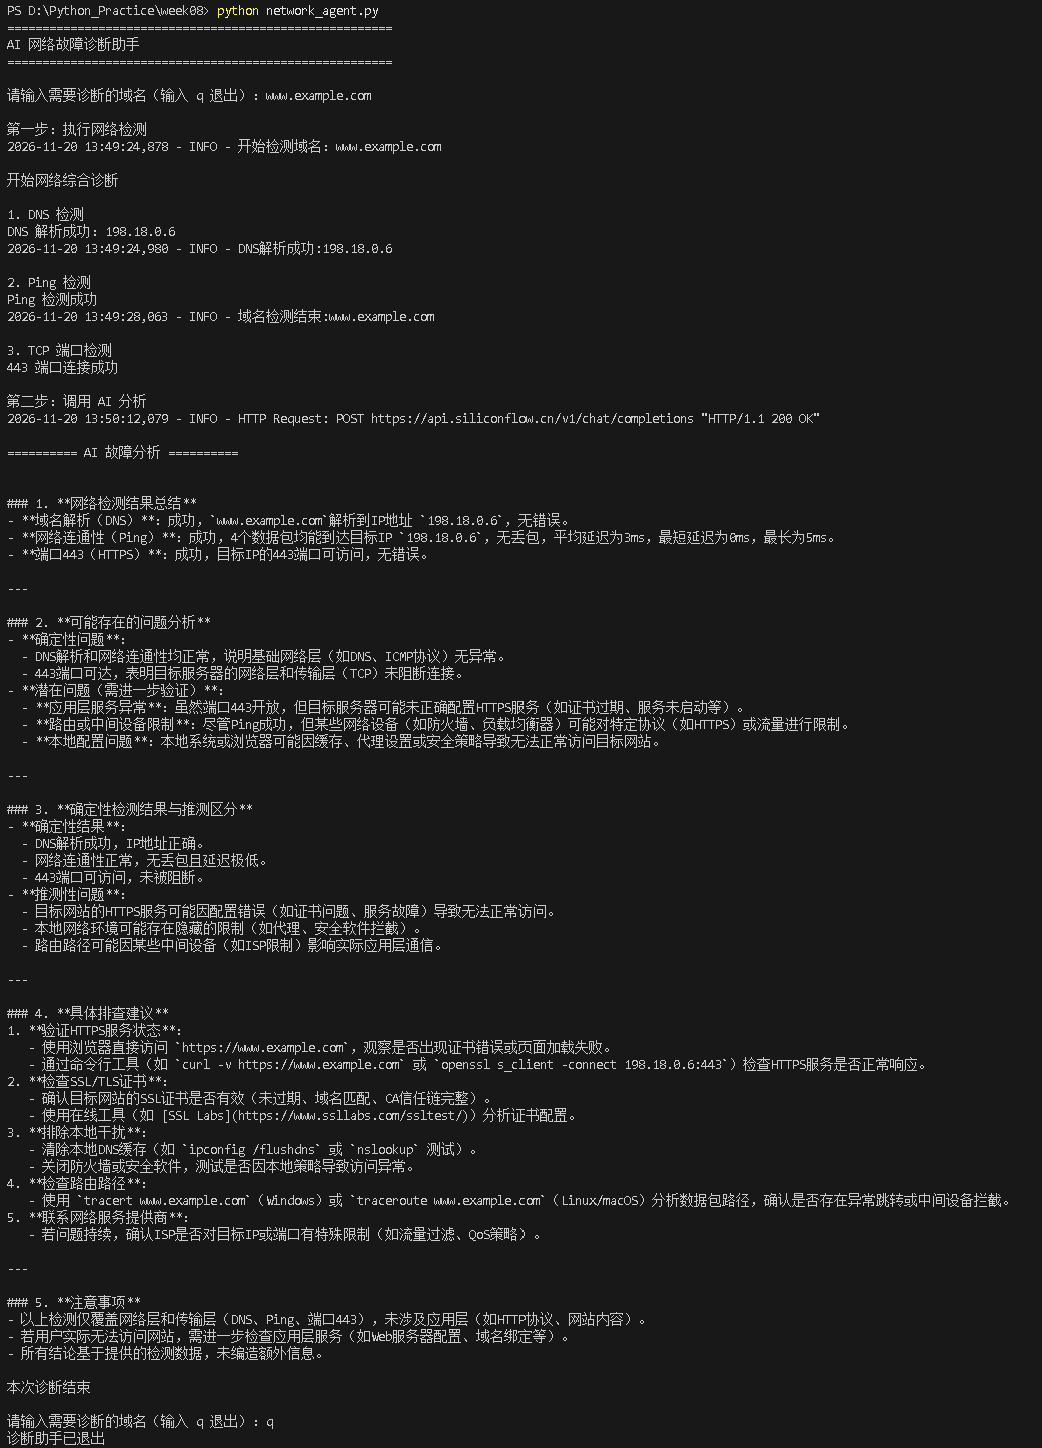 PS D:\Python_Practice\week08> python network_agent.py
=======================================================
AI 网络故障诊断助手
=======================================================
请输入需要诊断的域名（输入 q 退出）: www.example.com
第一步: 执行网络检测
2026-11-20 13:49:24,878 - INFO - 开始检测域名: www.example.com
开始网络综合诊断
1. DNS 检测
DNS 解析成功: 198.18.0.6
2026-11-20 13:49:24,980 - INFO - DNS解析成功:198.18.0.6
2. Ping 检测
Ping 检测成功
2026-11-20 13:49:28,063 - INFO - 域名检测结束:www.example.com
3. TCP 端口检测
443 端口连接成功
第二步: 调用 AI 分析
2026-11-20 13:50:12,079 - INFO - HTTP Request: POST https://api.siliconflow.cn/v1/chat/completions "HTTP/1.1 200 OK"
========== AI 故障分析 ==========
### 1. **网络检测结果总结**
- **域名解析（DNS）**: 成功，`www.example.com`解析到IP地址 `198.18.0.6`，无错误。
- **网络连通性（Ping）**: 成功，4个数据包均能到达目标IP `198.18.0.6`，无丢包，平均延迟为3ms，最短延迟为0ms，最长为5ms。
- **端口443（HTTPS）**: 成功，目标IP的443端口可访问，无错误。
---
### 2. **可能存在的问题分析**
- **确定性问题**:
  - DNS解析和网络连通性均正常，说明基础网络层（如DNS、ICMP协议）无异常。
  - 443端口可达，表明目标服务器的网络层和传输层（TCP）未阻断连接。
- **潜在问题（需进一步验证）**:
  - **应用层服务异常**: 虽然端口443开放，但目标服务器可能未正确配置HTTPS服务（如证书过期、服务未启动等）。
  - **路由或中间设备限制**: 尽管Ping成功，但某些网络设备（如防火墙、负载均衡器）可能对特定协议（如HTTPS）或流量进行限制。
  - **本地配置问题**: 本地系统或浏览器可能因缓存、代理设置或安全策略导致无法正常访问目标网站。
---
### 3. **确定性检测结果与推测区分**
- **确定性结果**:
  - DNS解析成功，IP地址正确。
  - 网络连通性正常，无丢包且延迟极低。
  - 443端口可访问，未被阻断。
- **推测性问题**:
  - 目标网站的HTTPS服务可能因配置错误（如证书问题、服务故障）导致无法正常访问。
  - 本地网络环境可能存在隐藏的限制（如代理、安全软件拦截）。
  - 路由路径可能因某些中间设备（如ISP限制）影响实际应用层通信。
---
### 4. **具体排查建议**
1. **验证HTTPS服务状态**:
   - 使用浏览器直接访问 `https://www.example.com`，观察是否出现证书错误或页面加载失败。
   - 通过命令行工具（如 `curl -v https://www.example.com` 或 `openssl s_client -connect 198.18.0.6:443`）检查HTTPS服务是否正常响应。
2. **检查SSL/TLS证书**:
   - 确认目标网站的SSL证书是否有效（未过期、域名匹配、CA信任链完整）。
   - 使用在线工具（如 [SSL Labs](https://www.ssllabs.com/ssltest/)）分析证书配置。
3. **排除本地干扰**:
   - 清除本地DNS缓存（如 `ipconfig /flushdns` 或 `nslookup` 测试）。
   - 关闭防火墙或安全软件，测试是否因本地策略导致访问异常。
4. **检查路由路径**:
   - 使用 `tracert www.example.com`（Windows）或 `traceroute www.example.com`（Linux/macOS）分析数据包路径，确认是否存在异常跳转或中间设备拦截。
5. **联系网络服务提供商**:
   - 若问题持续，确认ISP是否对目标IP或端口有特殊限制（如流量过滤、QoS策略）。
---
### 5. **注意事项**
- 以上检测仅覆盖网络层和传输层（DNS、Ping、端口443），未涉及应用层（如HTTP协议、网站内容）。
- 若用户实际无法访问网站，需进一步检查应用层服务（如Web服务器配置、域名绑定等）。
- 所有结论基于提供的检测数据，未编造额外信息。
本次诊断结束
请输入需要诊断的域名（输入 q 退出）: q
诊断助手已退出